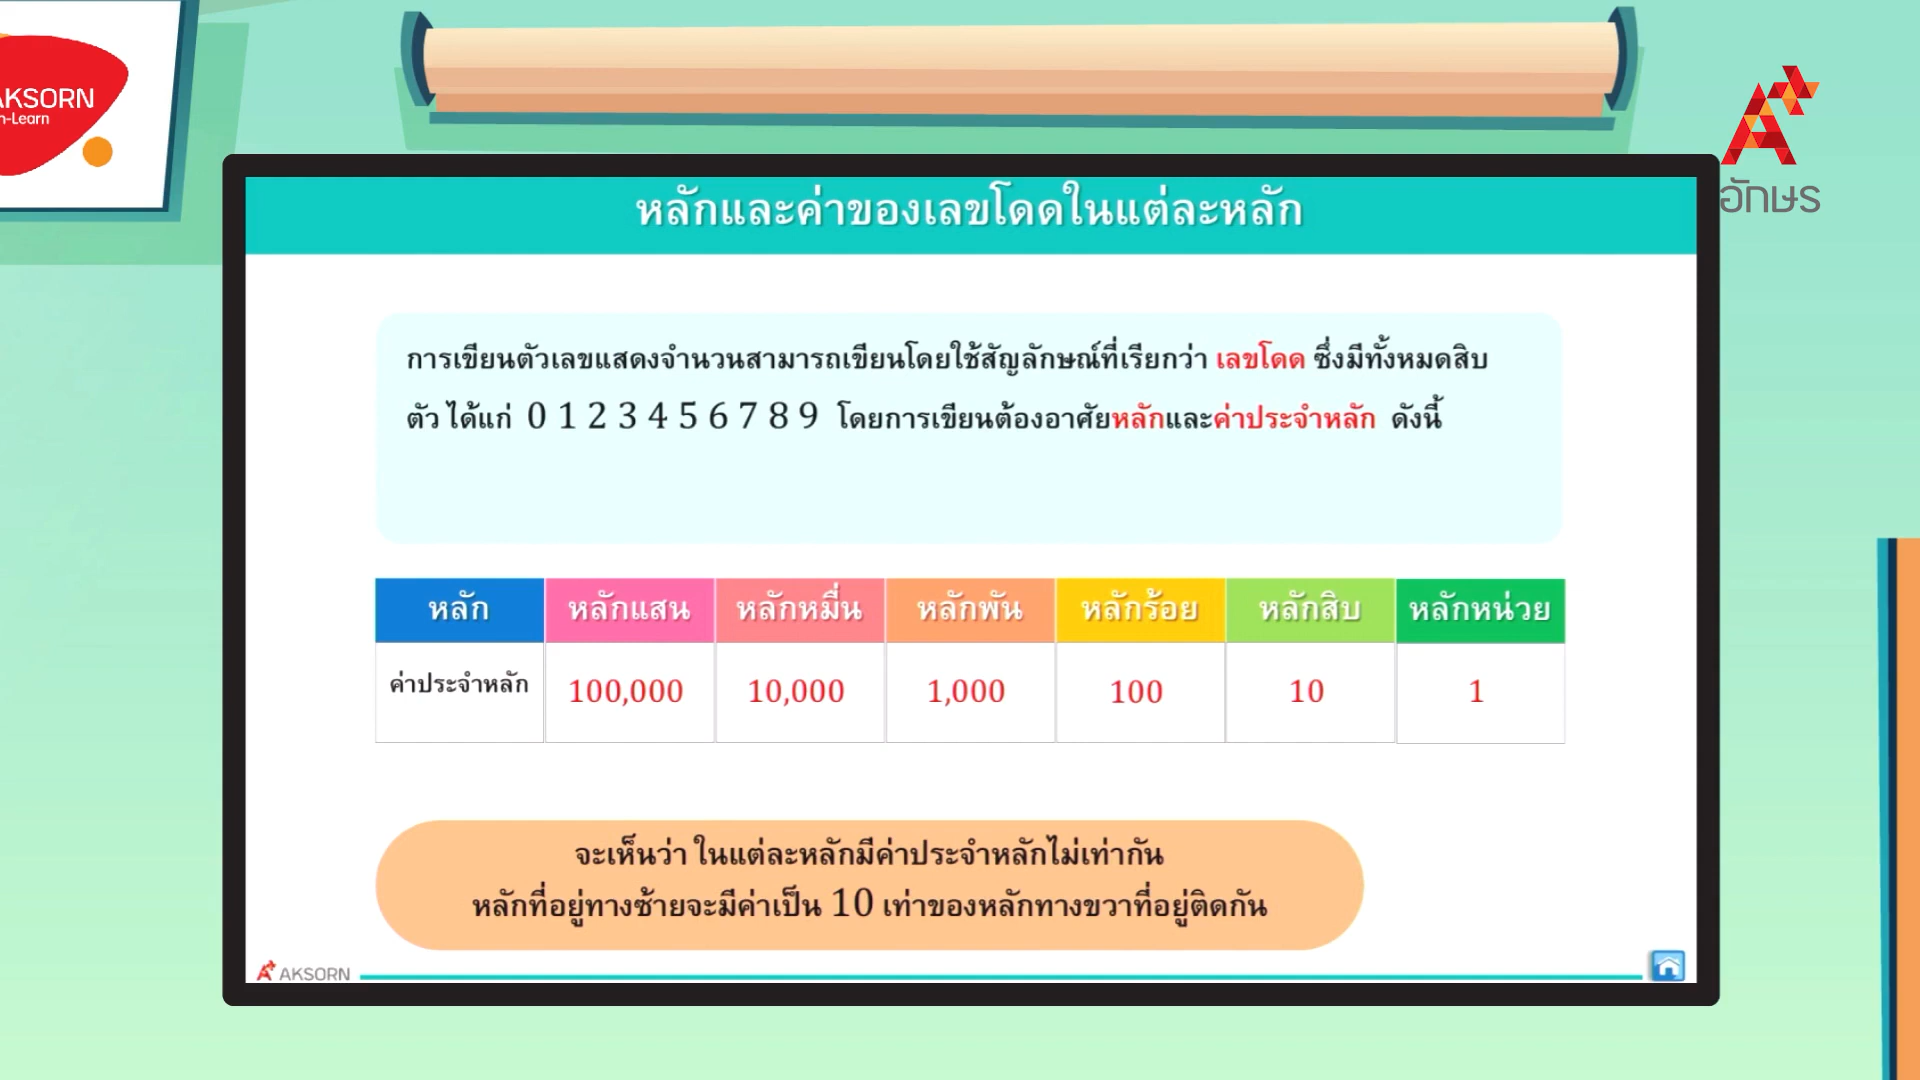 AKSORN
n-Learn
อักษร
หลักและค่าของเลขโดดในแต่ละหลัก
การเขียนตัวเลขแสดงจำนวนสามารถเขียนโดยใช้สัญลักษณ์ที่เรียกว่า เลขโดด ซึ่งมีทั้งหมดสิบ
ตัว ได้แก่ 0 1 2 3 4 5 6 7 8 9 โดยการเขียนต้องอาศัยหลักและค่าประจำหลัก ดังนี้
หลัก หลักแสน หลักหมื่น หลักพัน หลักร้อย หลักสิบ หลักหน่วย
ค่าประจำหลัก 100,000 10,000 1,000 100 10 1
จะเห็นว่า ในแต่ละหลักมีค่าประจำหลักไม่เท่ากัน
หลักที่อยู่ทางซ้ายจะมีค่าเป็น 10 เท่าของหลักทางขวาที่อยู่ติดกัน
AKSORN